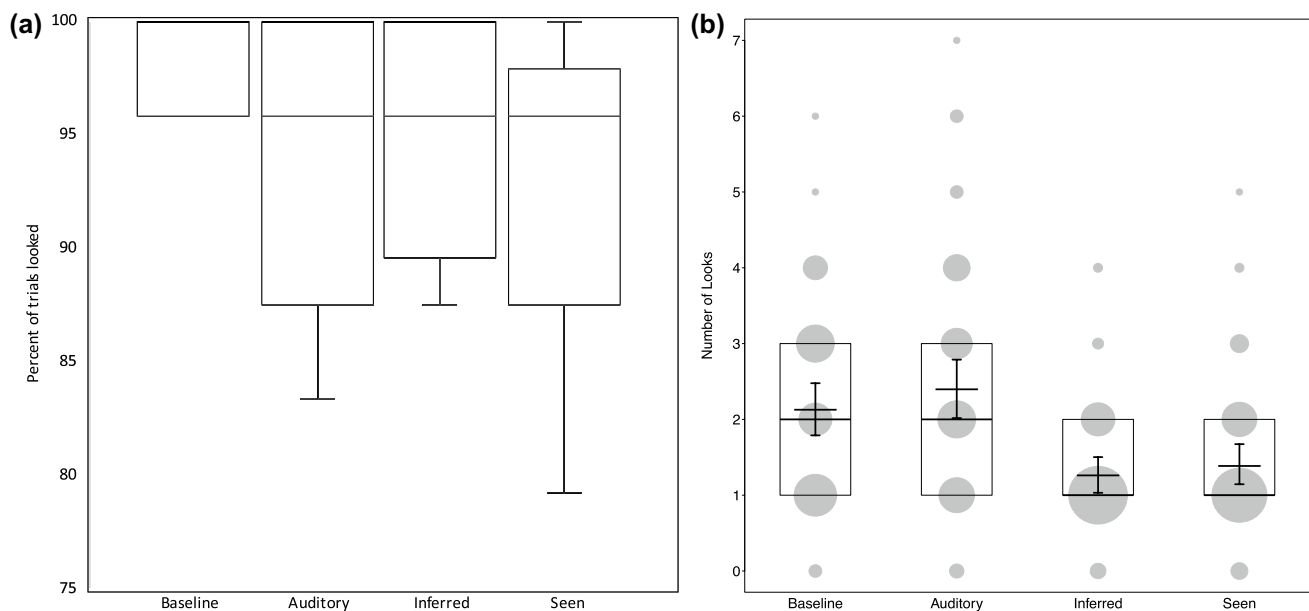 (a)
Percent of trials looked
100
95
90
85
80
75
Baseline Auditory Inferred Seen
(b)
Number of Looks
7
6
5
4
3
2
1
0
Baseline Auditory Inferred Seen